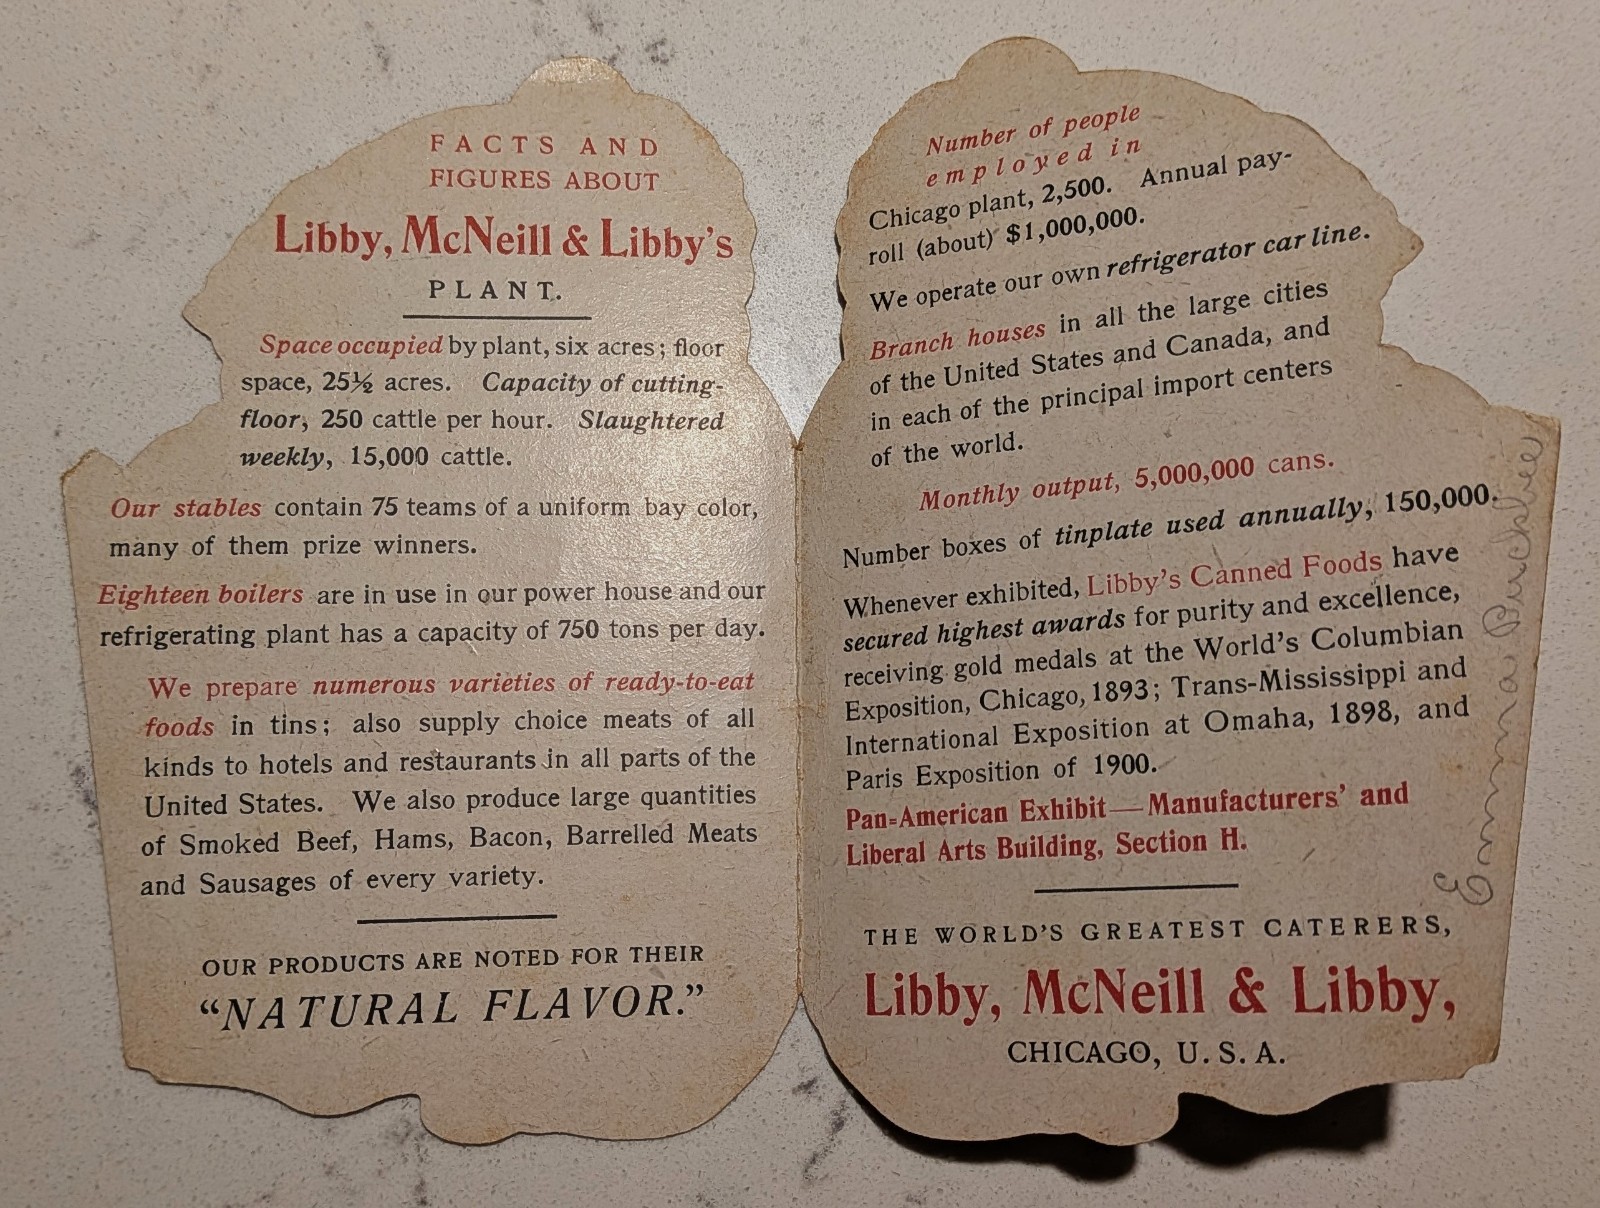 FACTS AND
FIGURES ABOUT
Libby, McNeill & Libby's
PLANT.
Space occupied by plant, six acres; floor
space, 25½ acres. Capacity of cutting-
floor, 250 cattle per hour. Slaughtered
weekly, 15,000 cattle.
Our stables contain 75 teams of a uniform bay color,
many of them prize winners.
Eighteen boilers are in use in our power house and our
refrigerating plant has a capacity of 750 tons per day.
We prepare numerous varieties of ready-to-eat
foods in tins; also supply choice meats of all
kinds to hotels and restaurants in all parts of the
United States. We also produce large quantities
of Smoked Beef, Hams, Bacon, Barrelled Meats
and Sausages of every variety.
OUR PRODUCTS ARE NOTED FOR THEIR
"NATURAL FLAVOR."
Number of people
employed in
Chicago plant, 2,500. Annual pay-
roll (about) $1,000,000.
We operate our own refrigerator car line.
Branch houses in all the large cities
of the United States and Canada, and
in each of the principal import centers
of the world.
Monthly output, 5,000,000 cans.
Number boxes of tinplate used annually, 150,000.
Whenever exhibited, Libby's Canned Foods have
secured highest awards for purity and excellence,
receiving gold medals at the World's Columbian
Exposition, Chicago, 1893; Trans-Mississippi and
International Exposition at Omaha, 1898, and
Paris Exposition of 1900.
Pan-American Exhibit—Manufacturers' and
Liberal Arts Building, Section H.
THE WORLD'S GREATEST CATERERS,
Libby, McNeill & Libby,
CHICAGO, U.S.A.
Emma